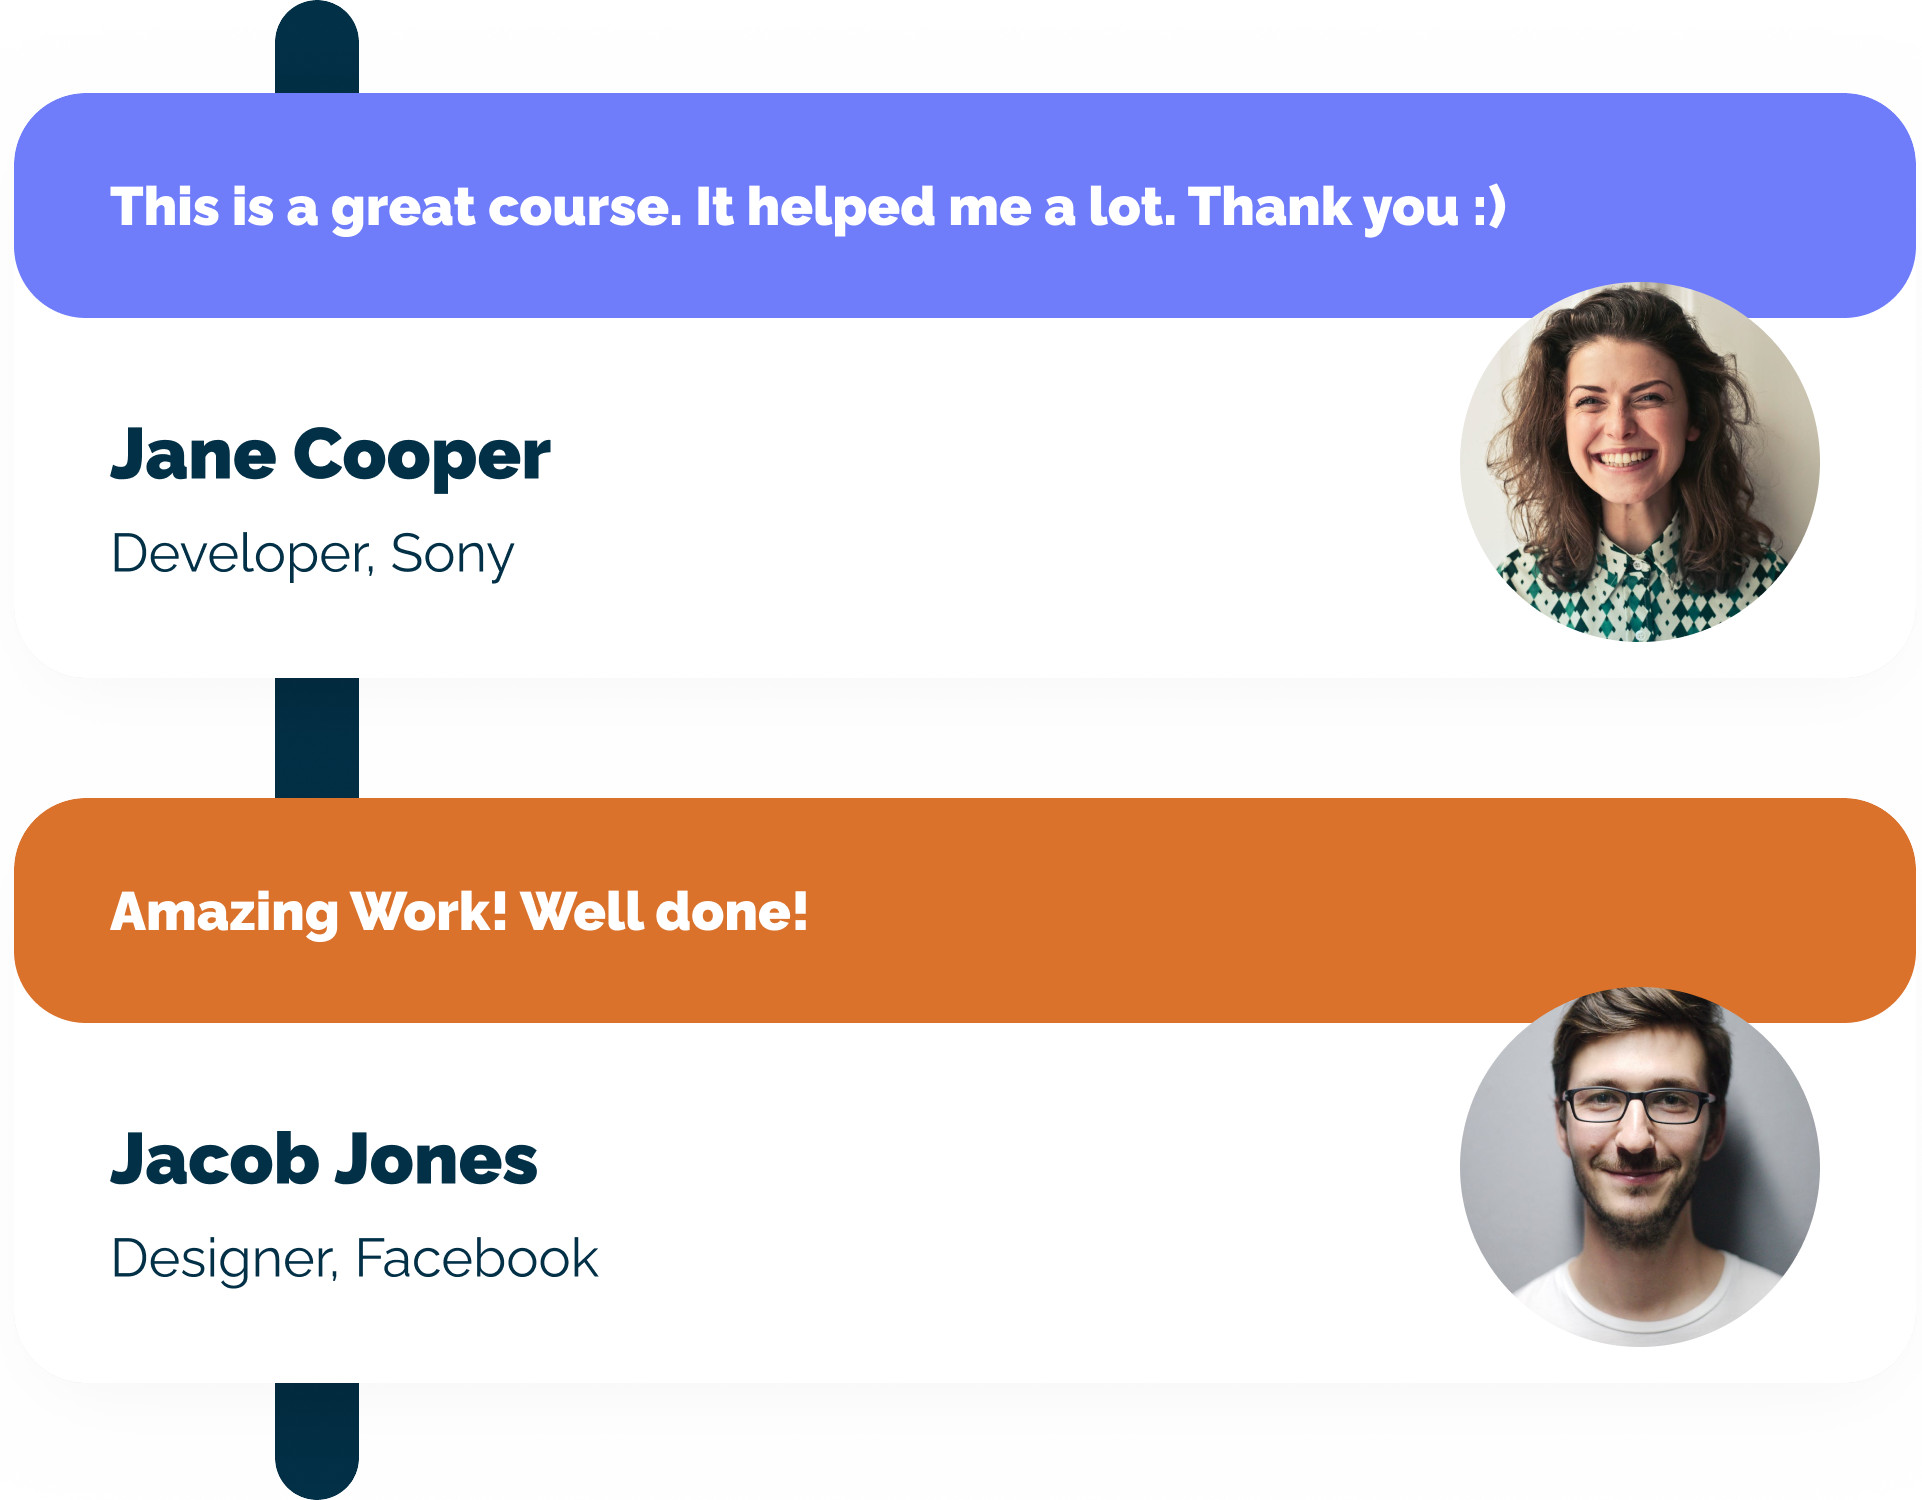 This is a great course. It helped me a lot. Thank you :)
Jane Cooper
Developer, Sony
Amazing Work! Well done!
Jacob Jones
Designer, Facebook